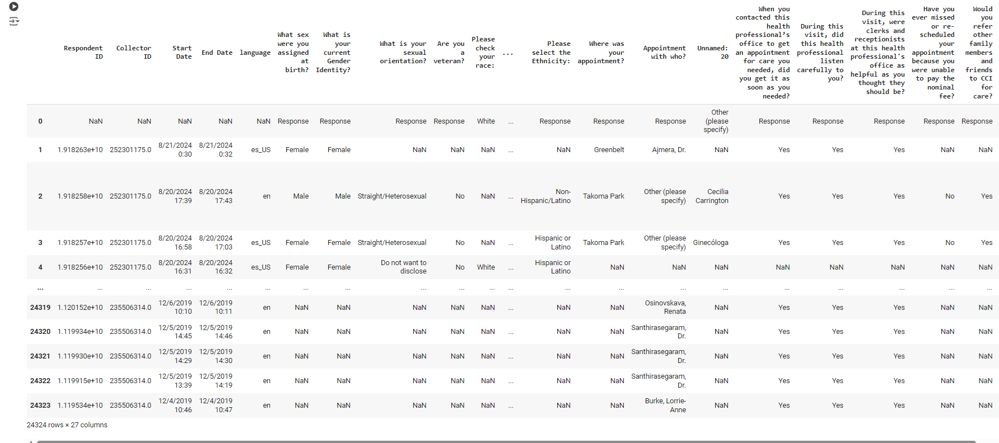 Respondent ID	Collector ID	Start Date	End Date	language	What sex were you assigned at birth?	What is your current Gender Identity?	What is your sexual orientation?	Are you a veteran?	Please check your race:	...	Please select the Ethnicity:	Where was your appointment?	Appointment with who?	Unnamed: 20	When you contacted this health professional’s office to get an appointment for care you needed, did you get it as soon as you needed?	During this visit, did this health professional listen carefully to you?	During this visit, were clerks and receptionists at this health professional's office as helpful as you thought they should be?	Have you ever missed or re-scheduled your appointment because you were unable to pay the nominal fee?	Would you refer other family members and friends to CCI for care?
0	NaN	NaN	NaN	NaN	NaN	Response	Response	Response	Response	White	...	Response	Response	Response	Other (please specify)	Response	Response	Response	Response	Response
1	1.918263e+10	252301175.0	8/21/2024 0:30	8/21/2024 0:32	es_US	Female	Female	NaN	NaN	NaN	...	NaN	Greenbelt	Ajmera, Dr.	NaN	Yes	Yes	Yes	NaN	NaN
2	1.918258e+10	252301175.0	8/20/2024 17:39	8/20/2024 17:43	en	Male	Male	Straight/Heterosexual	No	NaN	...	Non-Hispanic/Latino	Takoma Park	Other (please specify)	Cecilia Carrington	Yes	Yes	Yes	No	Yes
3	1.918257e+10	252301175.0	8/20/2024 16:58	8/20/2024 17:03	es_US	Female	Female	Straight/Heterosexual	No	NaN	...	Hispanic or Latino	Takoma Park	Other (please specify)	Ginecóloga	Yes	Yes	Yes	No	Yes
4	1.918256e+10	252301175.0	8/20/2024 16:31	8/20/2024 16:32	es_US	Female	Female	Do not want to disclose	No	White	...	Hispanic or Latino	NaN	NaN	NaN	NaN	NaN	NaN	NaN	NaN
...	...	...	...	...	...	...	...	...	...	...	...	...	...	...	...	...	...	...	...	...
24319	1.120152e+10	235506314.0	12/6/2019 10:10	12/6/2019 10:11	en	NaN	NaN	NaN	NaN	NaN	...	NaN	NaN	Osinovskava, Renata	NaN	Yes	Yes	Yes	NaN	NaN
24320	1.119934e+10	235506314.0	12/5/2019 14:45	12/5/2019 14:46	en	NaN	NaN	NaN	NaN	NaN	...	NaN	NaN	Santhirasegaram, Dr.	NaN	Yes	Yes	Yes	NaN	NaN
24321	1.119930e+10	235506314.0	12/5/2019 14:29	12/5/2019 14:30	en	NaN	NaN	NaN	NaN	NaN	...	NaN	NaN	Santhirasegaram, Dr.	NaN	Yes	Yes	Yes	NaN	NaN
24322	1.119915e+10	235506314.0	12/5/2019 13:39	12/5/2019 14:19	en	NaN	NaN	NaN	NaN	NaN	...	NaN	NaN	Santhirasegaram, Dr.	NaN	Yes	Yes	Yes	NaN	NaN
24323	1.119534e+10	235506314.0	12/4/2019 10:46	12/4/2019 10:47	en	NaN	NaN	NaN	NaN	NaN	...	NaN	NaN	Burke, Lorrie-Anne	NaN	Yes	Yes	Yes	NaN	NaN
24324 rows × 27 columns